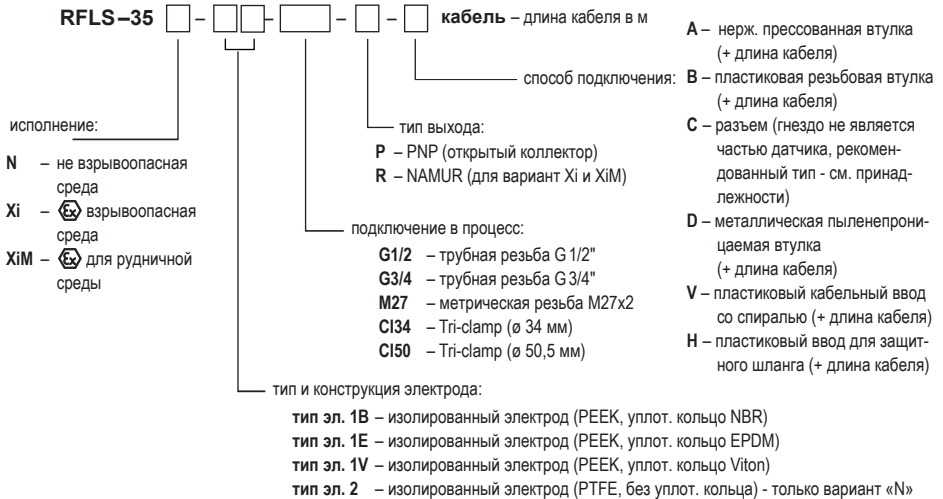 RFLS–35 – – – – кабель – длина кабеля в м
исполнение:
N – не взрывоопасная
среда
Xi – Ex взрывоопасная
среда
XiM – Ex для рудничной
среды
тип и конструкция электрода:
тип эл. 1B – изолированный электрод (PEEK, уплот. кольцо NBR)
тип эл. 1E – изолированный электрод (PEEK, уплот. кольцо EPDM)
тип эл. 1V – изолированный электрод (PEEK, уплот. кольцо Viton)
тип эл. 2 – изолированный электрод (PTFE, без уплот. кольца) - только вариант «N»
подключение в процесс:
G1/2 – трубная резьба G 1/2"
G3/4 – трубная резьба G 3/4"
M27 – метрическая резьба M27x2
Cl34 – Tri-clamp (ø 34 мм)
Cl50 – Tri-clamp (ø 50,5 мм)
тип выхода:
P – PNP (открытый коллектор)
R – NAMUR (для вариант Xi и XiM)
способ подключения:
A – нерж. прессованная втулка
(+ длина кабеля)
B – пластиковая резьбовая втулка
(+ длина кабеля)
C – разъем (гнездо не является
частью датчика, рекомен-
дованный тип - см. принад-
лежности)
D – металлическая пыленепрони-
цаемая втулка
(+ длина кабеля)
V – пластиковый кабельный ввод
со спиралью (+ длина кабеля)
H – пластиковый ввод для защит-
ного шланга (+ длина кабеля)